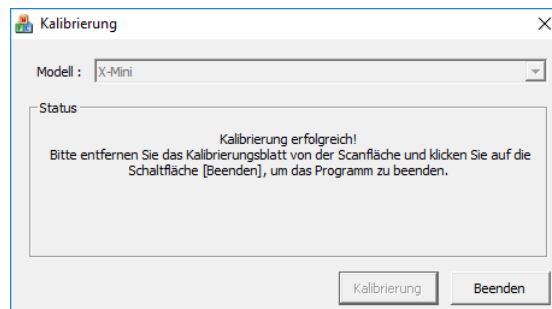 Kalibrierung
Modell : X-Mini
Status
Kalibrierung erfolgreich!
Bitte entfernen Sie das Kalibrierungsblatt von der Scanfläche und klicken Sie auf die
Schaltfläche [Beenden], um das Programm zu beenden.
Kalibrierung Beenden